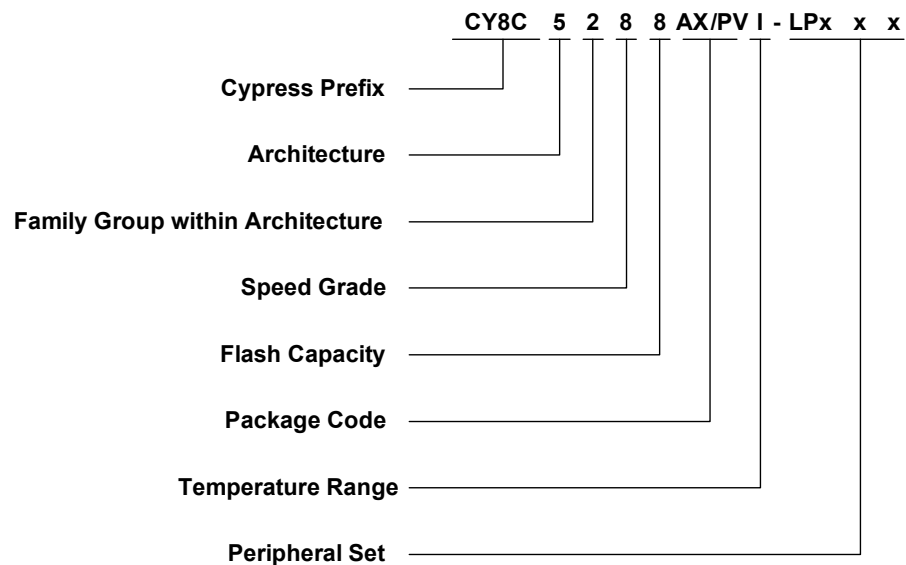 CY8C 5 2 8 8 AX/PV I - LPx x x
Cypress Prefix
Architecture
Family Group within Architecture
Speed Grade
Flash Capacity
Package Code
Temperature Range
Peripheral Set